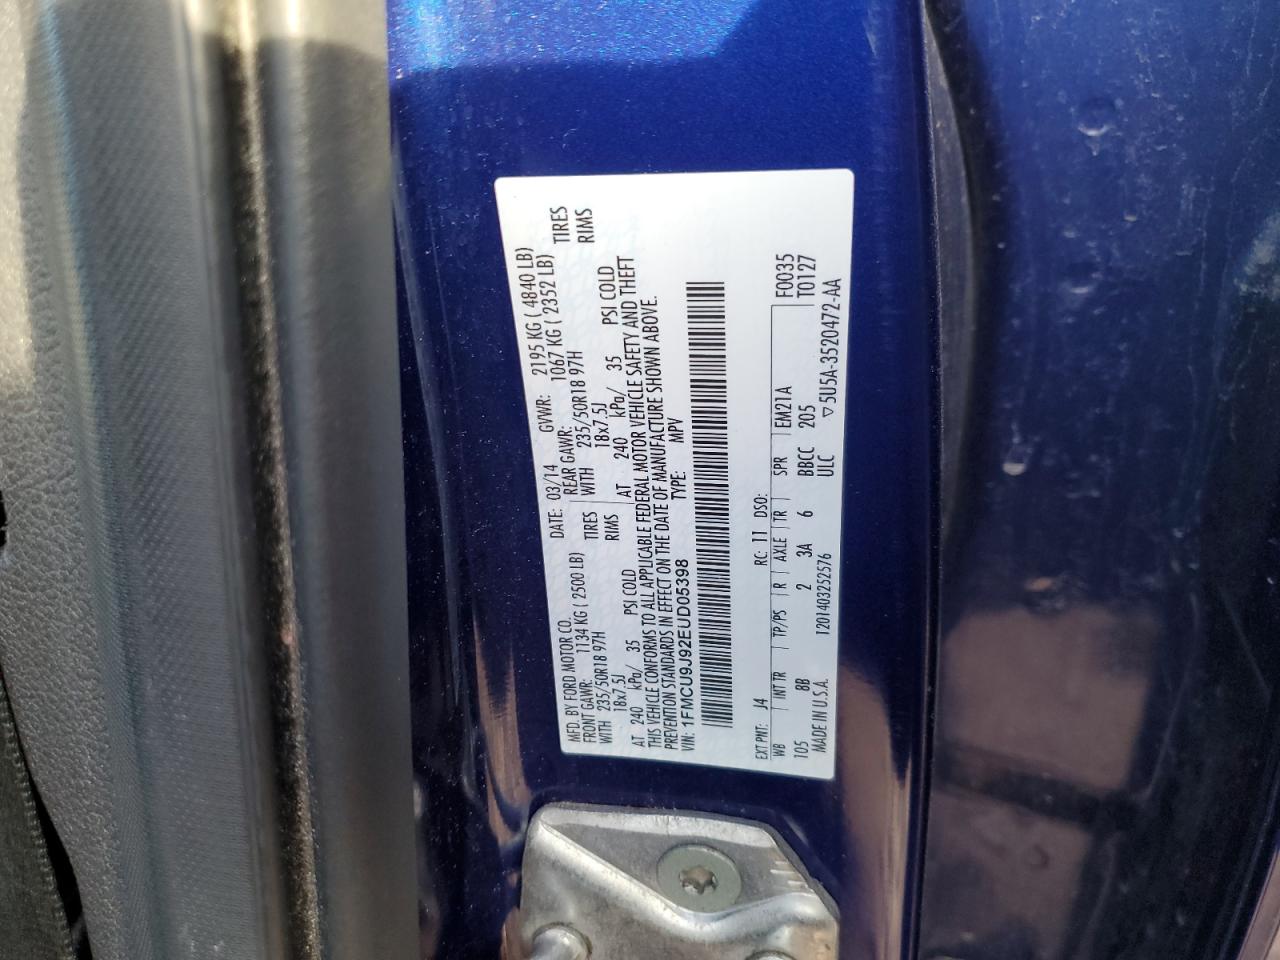 MFD. BY FORD MOTOR CO.
DATE: 03/14 GVWR: 2195 KG ( 4840 LB)
FRONT GAWR: 1134 KG ( 2500 LB) REAR GAWR: 1067 KG ( 2352 LB)
WITH 235/50R18 97H TIRES WITH 235/50R18 97H TIRES
18x7.5J RIMS 18x7.5J RIMS
AT 240 kPa/ 35 PSI COLD AT 240 kPa/ 35 PSI COLD
THIS VEHICLE CONFORMS TO ALL APPLICABLE FEDERAL MOTOR VEHICLE SAFETY AND THEFT
PREVENTION STANDARDS IN EFFECT ON THE DATE OF MANUFACTURE SHOWN ABOVE.
VIN: 1FMCU9J92EUD05398 TYPE: MPV
EXT PNT: J4 RC: 11 DSO:
WB INT TR TP/PS R AXLE TR SPR EM21A F0035
105 8B 2 3A 6 BBCC 205 T0127
MADE IN U.S.A. 1201403252576 ULC ▽5U5A-3520472-AA